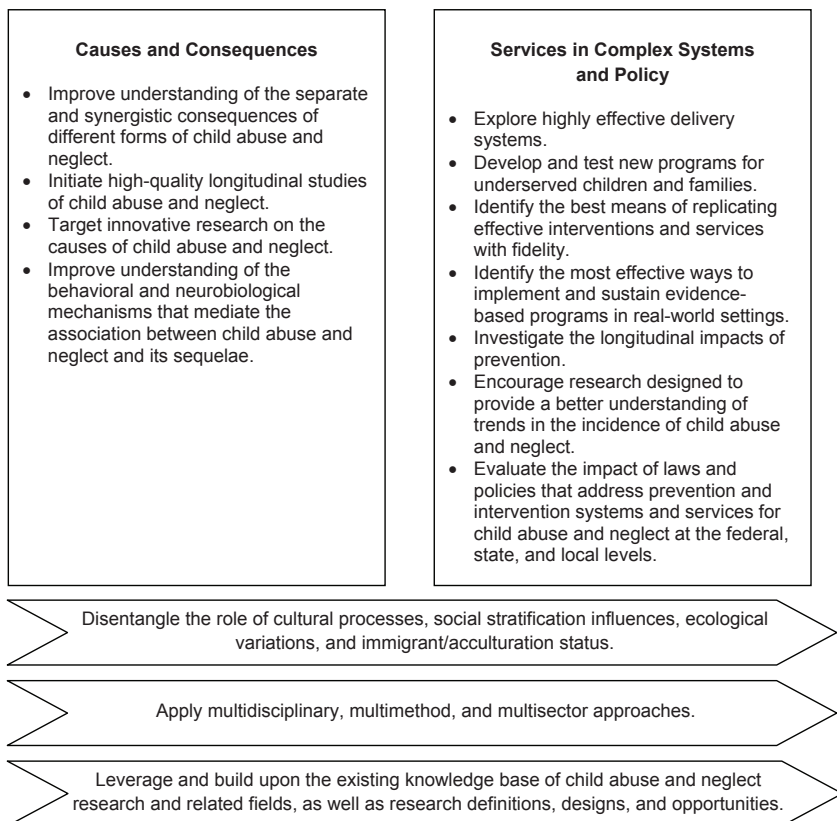 Causes and Consequences
• Improve understanding of the separate
and synergistic consequences of
different forms of child abuse and
neglect.
• Initiate high-quality longitudinal studies
of child abuse and neglect.
• Target innovative research on the
causes of child abuse and neglect.
• Improve understanding of the
behavioral and neurobiological
mechanisms that mediate the
association between child abuse and
neglect and its sequelae.
Services in Complex Systems
and Policy
• Explore highly effective delivery
systems.
• Develop and test new programs for
underserved children and families.
• Identify the best means of replicating
effective interventions and services
with fidelity.
• Identify the most effective ways to
implement and sustain evidence-
based programs in real-world settings.
• Investigate the longitudinal impacts of
prevention.
• Encourage research designed to
provide a better understanding of
trends in the incidence of child abuse
and neglect.
• Evaluate the impact of laws and
policies that address prevention and
intervention systems and services for
child abuse and neglect at the federal,
state, and local levels.
Disentangle the role of cultural processes, social stratification influences, ecological
variations, and immigrant/acculturation status.
Apply multidisciplinary, multimethod, and multisector approaches.
Leverage and build upon the existing knowledge base of child abuse and neglect
research and related fields, as well as research definitions, designs, and opportunities.